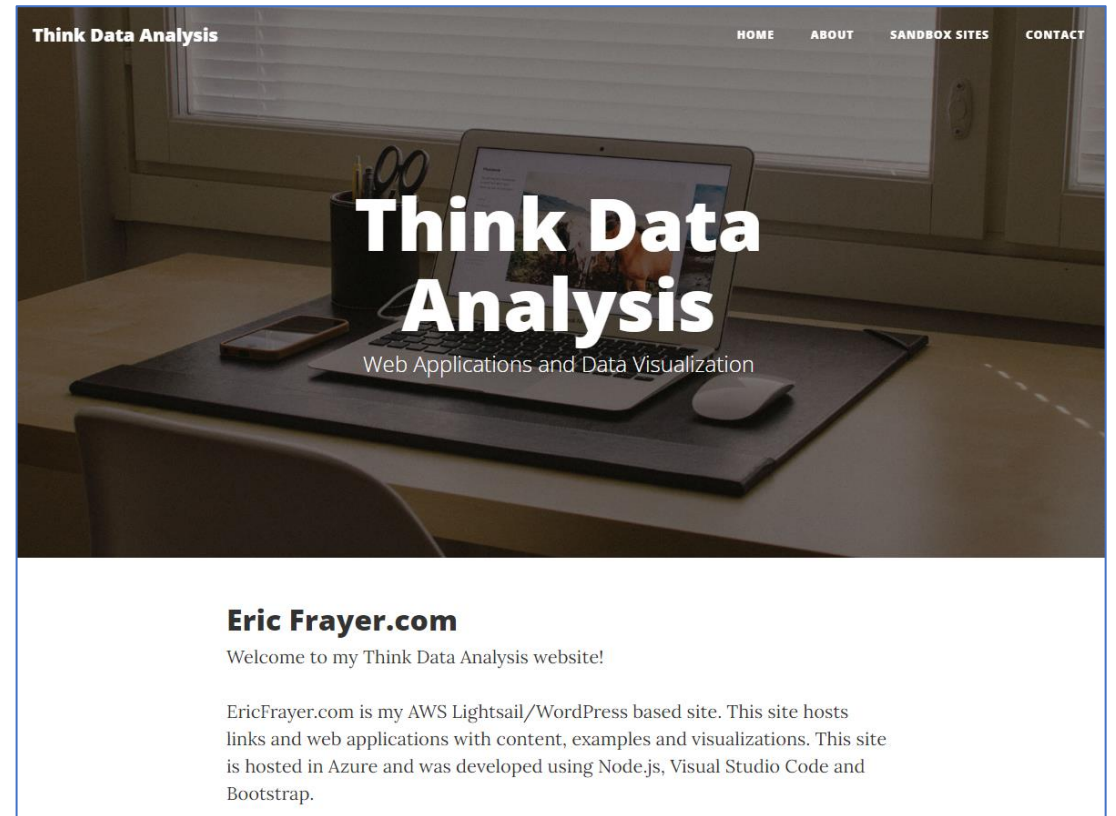 Think Data Analysis
HOME ABOUT SANDBOX SITES CONTACT
Think Data
Analysis
Web Applications and Data Visualization
Eric Frayer.com
Welcome to my Think Data Analysis website!
EricFrayer.com is my AWS Lightsail/WordPress based site. This site hosts
links and web applications with content, examples and visualizations. This site
is hosted in Azure and was developed using Node.js, Visual Studio Code and
Bootstrap.